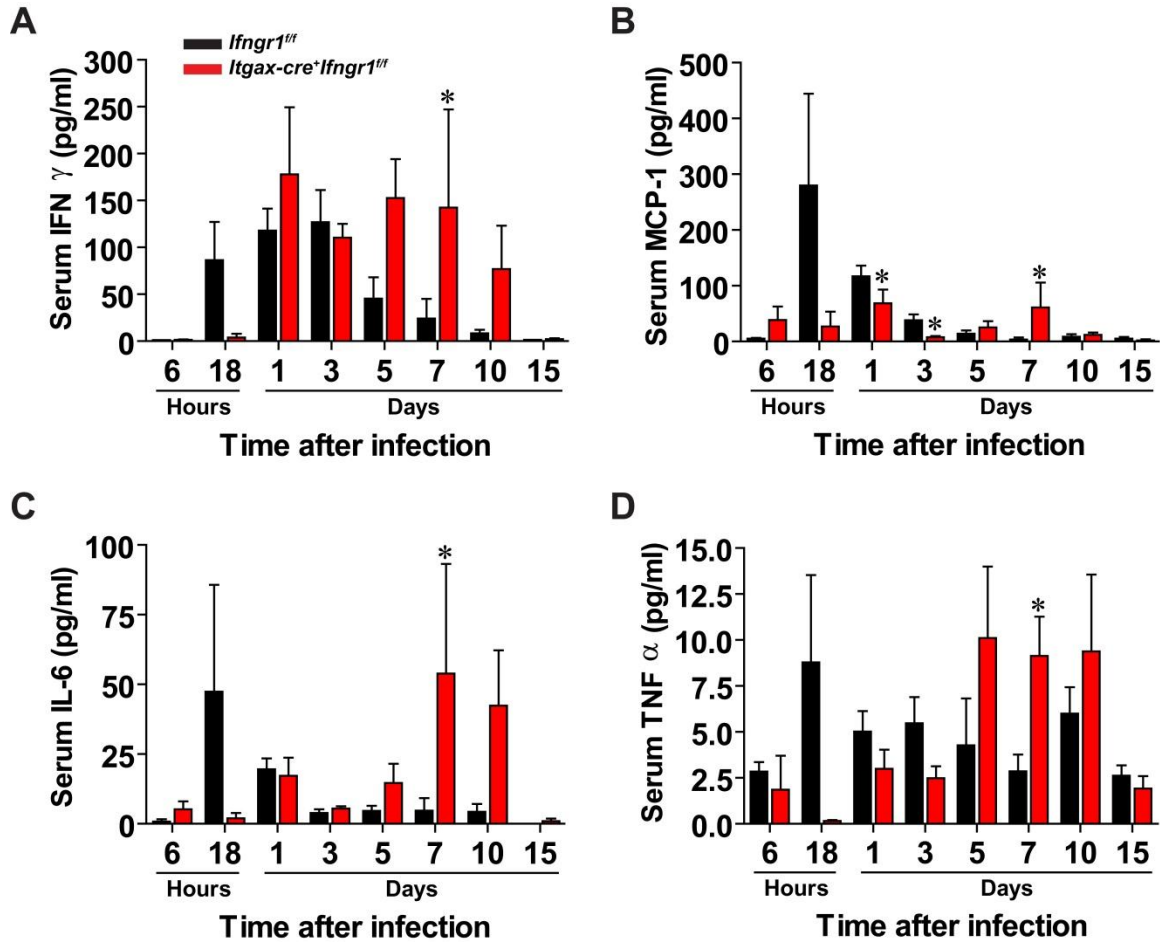 A
Ifngr1f/f
Itgax-cre+Ifngr1f/f
Serum IFN γ (pg/ml)
300
250
200
150
100
50
0
*
6 18 1 3 5 7 10 15
Hours Days
Time after infection
B
Serum MCP-1 (pg/ml)
500
400
300
200
100
0
* * *
6 18 1 3 5 7 10 15
Hours Days
Time after infection
C
Serum IL-6 (pg/ml)
100
75
50
25
0
*
6 18 1 3 5 7 10 15
Hours Days
Time after infection
D
Serum TNF α (pg/ml)
15.0
12.5
10.0
7.5
5.0
2.5
0.0
*
6 18 1 3 5 7 10 15
Hours Days
Time after infection